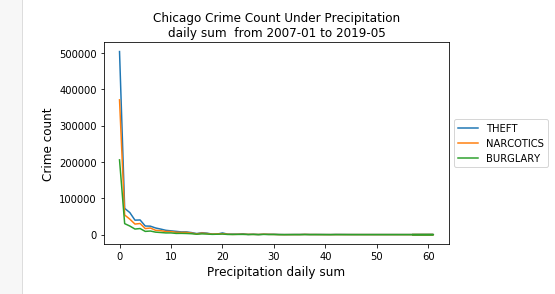 Chicago Crime Count Under Precipitation
daily sum  from 2007-01 to 2019-05
Crime count
500000
400000
300000
200000
100000
0
0 10 20 30 40 50 60
Precipitation daily sum
THEFT
NARCOTICS
BURGLARY